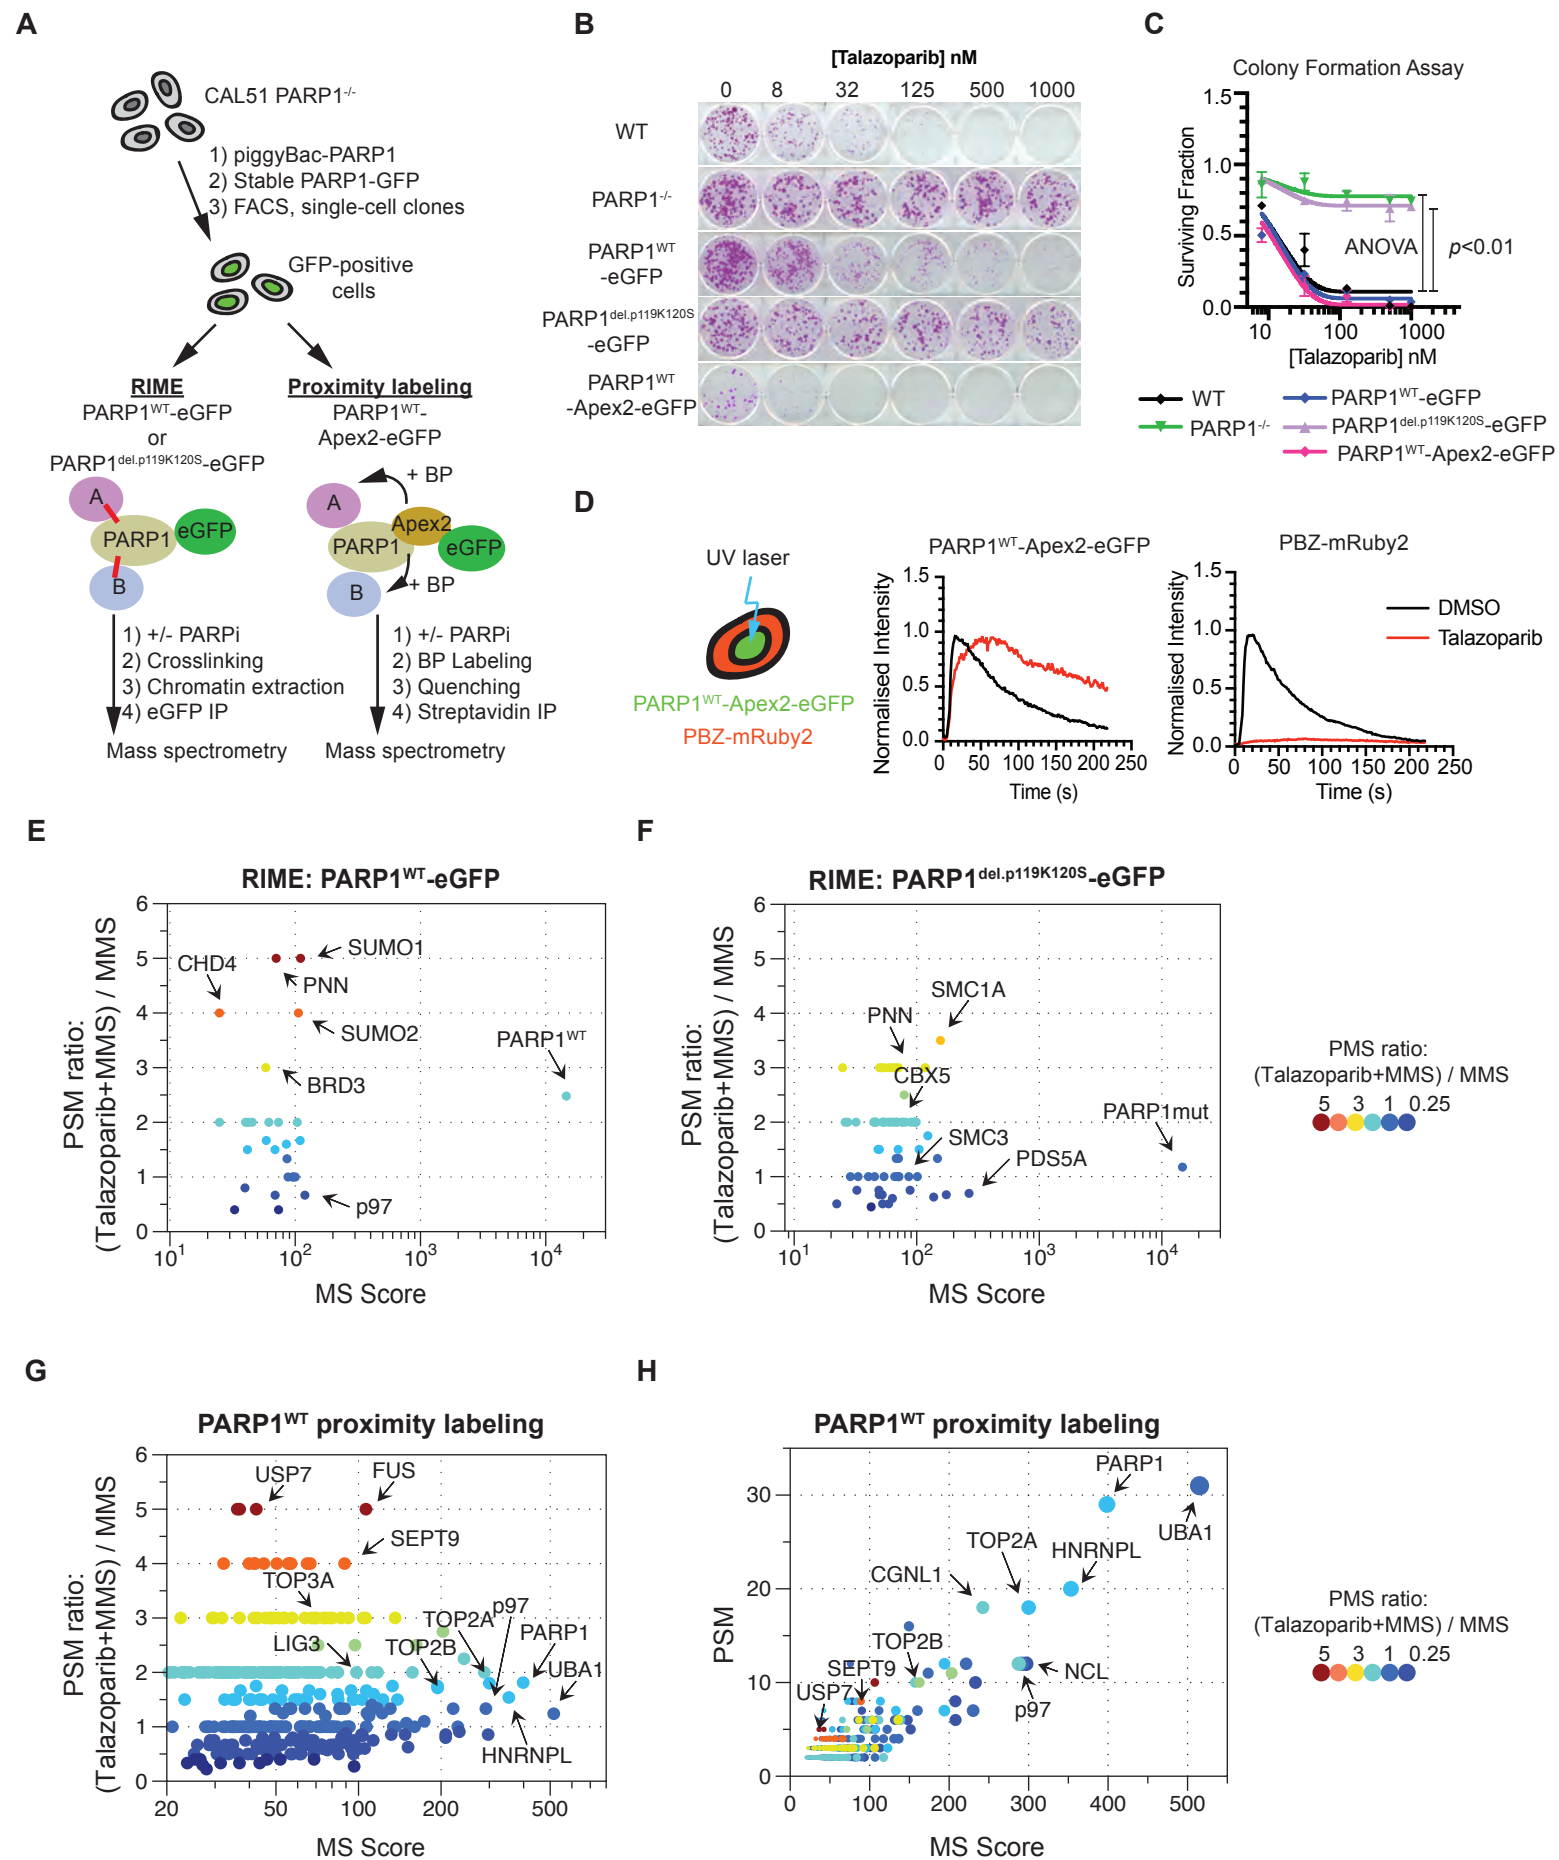 A
CAL51 PARP1-/-
1) piggyBac-PARP1
2) Stable PARP1-GFP
3) FACS, single-cell clones
GFP-positive
cells
RIME
PARP1WT-eGFP
or
PARP1del.p119K120S-eGFP
Proximity labeling
PARP1WT-
Apex2-eGFP
A
PARP1
eGFP
B
+ BP
A
Apex2
PARP1
eGFP
B
+ BP
1) +/- PARPi
2) Crosslinking
3) Chromatin extraction
4) eGFP IP
Mass spectrometry
1) +/- PARPi
2) BP Labeling
3) Quenching
4) Streptavidin IP
Mass spectrometry
B
[Talazoparib] nM
0 8 32 125 500 1000
WT
PARP1-/-
PARP1WT
-eGFP
PARP1del.p119K120S
-eGFP
PARP1WT
-Apex2-eGFP
C
Colony Formation Assay
Surviving Fraction
1.5
1.0
0.5
0.0
10 100 1000
[Talazoparib] nM
ANOVA
p<0.01
WT
PARP1-/-
PARP1WT-eGFP
PARP1del.p119K120S-eGFP
PARP1WT-Apex2-eGFP
D
UV laser
PARP1WT-Apex2-eGFP
PBZ-mRuby2
PARP1WT-Apex2-eGFP
Normalised Intensity
1.5
1.0
0.5
0.0
0 50 100 150 200 250
Time (s)
PBZ-mRuby2
Normalised Intensity
1.5
1.0
0.5
0.0
0 50 100 150 200 250
Time (s)
DMSO
Talazoparib
E
RIME: PARP1WT-eGFP
PSM ratio:
(Talazoparib+MMS) / MMS
6
5
4
3
2
1
0
101 102 103 104
MS Score
CHD4
SUMO1
PNN
SUMO2
BRD3
PARP1WT
p97
F
RIME: PARP1del.p119K120S-eGFP
PSM ratio:
(Talazoparib+MMS) / MMS
6
5
4
3
2
1
0
101 102 103 104
MS Score
SMC1A
PNN
CBX5
SMC3
PDS5A
PARP1mut
PMS ratio:
(Talazoparib+MMS) / MMS
5 3 1 0.25
G
PARP1WT proximity labeling
PSM ratio:
(Talazoparib+MMS) / MMS
6
5
4
3
2
1
0
20 50 100 200 500
MS Score
USP7
FUS
SEPT9
TOP3A
LIG3
TOP2A
p97
TOP2B
PARP1
UBA1
HNRNPL
H
PARP1WT proximity labeling
PSM
30
20
10
0
0 100 200 300 400 500
MS Score
PARP1
UBA1
TOP2A
HNRNPL
CGNL1
TOP2B
SEPT9
USP7
NCL
p97
PMS ratio:
(Talazoparib+MMS) / MMS
5 3 1 0.25